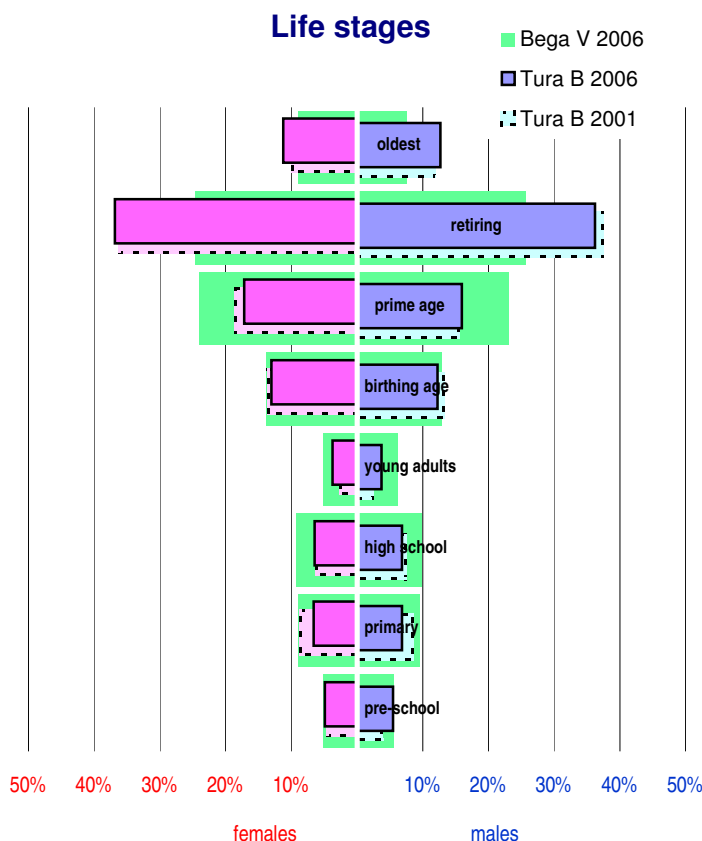 Life stages
Bega V 2006
Tura B 2006
Tura B 2001
oldest
retiring
prime age
birthing age
young adults
high school
primary
pre-school
50% 40% 30% 20% 10% 10% 20% 30% 40% 50%
females males